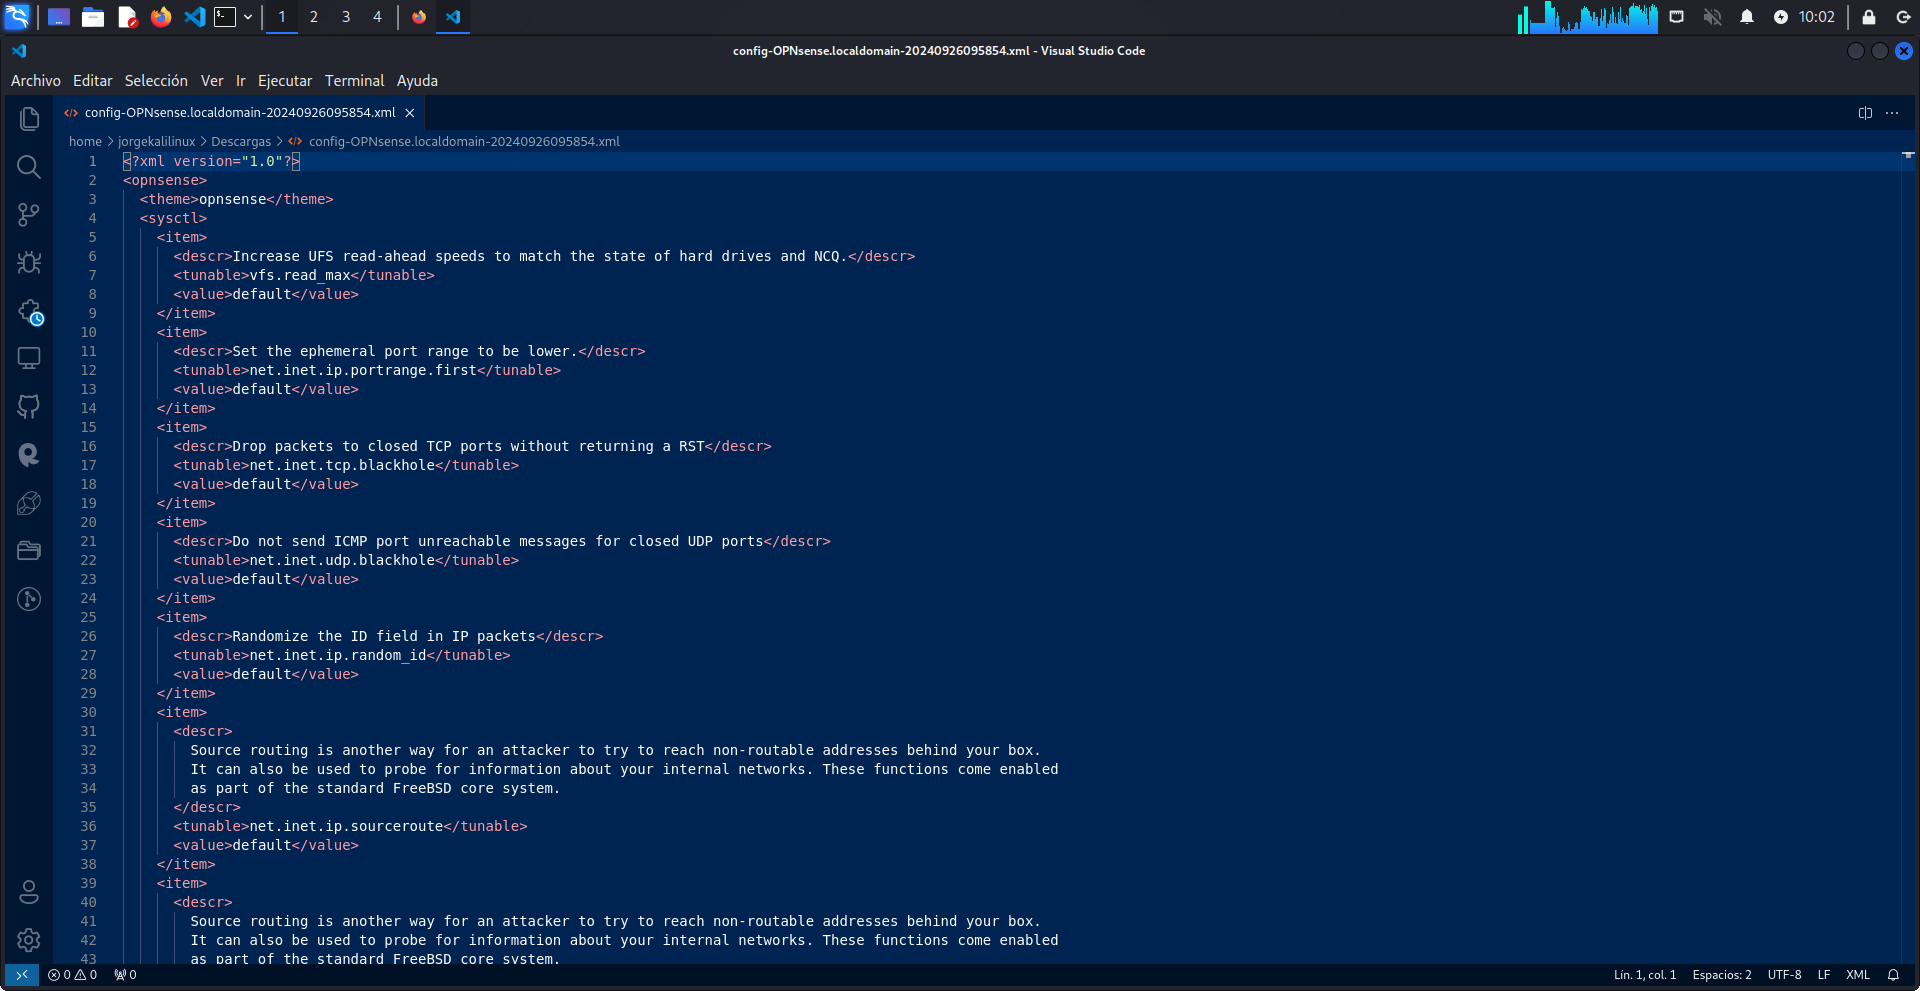 1 2 3 4 10:02
config-OPNsense.localdomain-20240926095854.xml - Visual Studio Code
Archivo Editar Selección Ver Ir Ejecutar Terminal Ayuda
config-OPNsense.localdomain-20240926095854.xml
home > jorgekalilinux > Descargas > config-OPNsense.localdomain-20240926095854.xml
1 <?xml version="1.0"?>
2 <opnsense>
3 <theme>opnsense</theme>
4 <sysctl>
5 <item>
6 <descr>Increase UFS read-ahead speeds to match the state of hard drives and NCQ.</descr>
7 <tunable>vfs.read_max</tunable>
8 <value>default</value>
9 </item>
10 <item>
11 <descr>Set the ephemeral port range to be lower.</descr>
12 <tunable>net.inet.ip.portrange.first</tunable>
13 <value>default</value>
14 </item>
15 <item>
16 <descr>Drop packets to closed TCP ports without returning a RST</descr>
17 <tunable>net.inet.tcp.blackhole</tunable>
18 <value>default</value>
19 </item>
20 <item>
21 <descr>Do not send ICMP port unreachable messages for closed UDP ports</descr>
22 <tunable>net.inet.udp.blackhole</tunable>
23 <value>default</value>
24 </item>
25 <item>
26 <descr>Randomize the ID field in IP packets</descr>
27 <tunable>net.inet.ip.random_id</tunable>
28 <value>default</value>
29 </item>
30 <item>
31 <descr>
32 Source routing is another way for an attacker to try to reach non-routable addresses behind your box.
33 It can also be used to probe for information about your internal networks. These functions come enabled
34 as part of the standard FreeBSD core system.
35 </descr>
36 <tunable>net.inet.ip.sourceroute</tunable>
37 <value>default</value>
38 </item>
39 <item>
40 <descr>
41 Source routing is another way for an attacker to try to reach non-routable addresses behind your box.
42 It can also be used to probe for information about your internal networks. These functions come enabled
43 as part of the standard FreeBSD core system.
0 0 0 Lín. 1, col. 1 Espacios: 2 UTF-8 LF XML